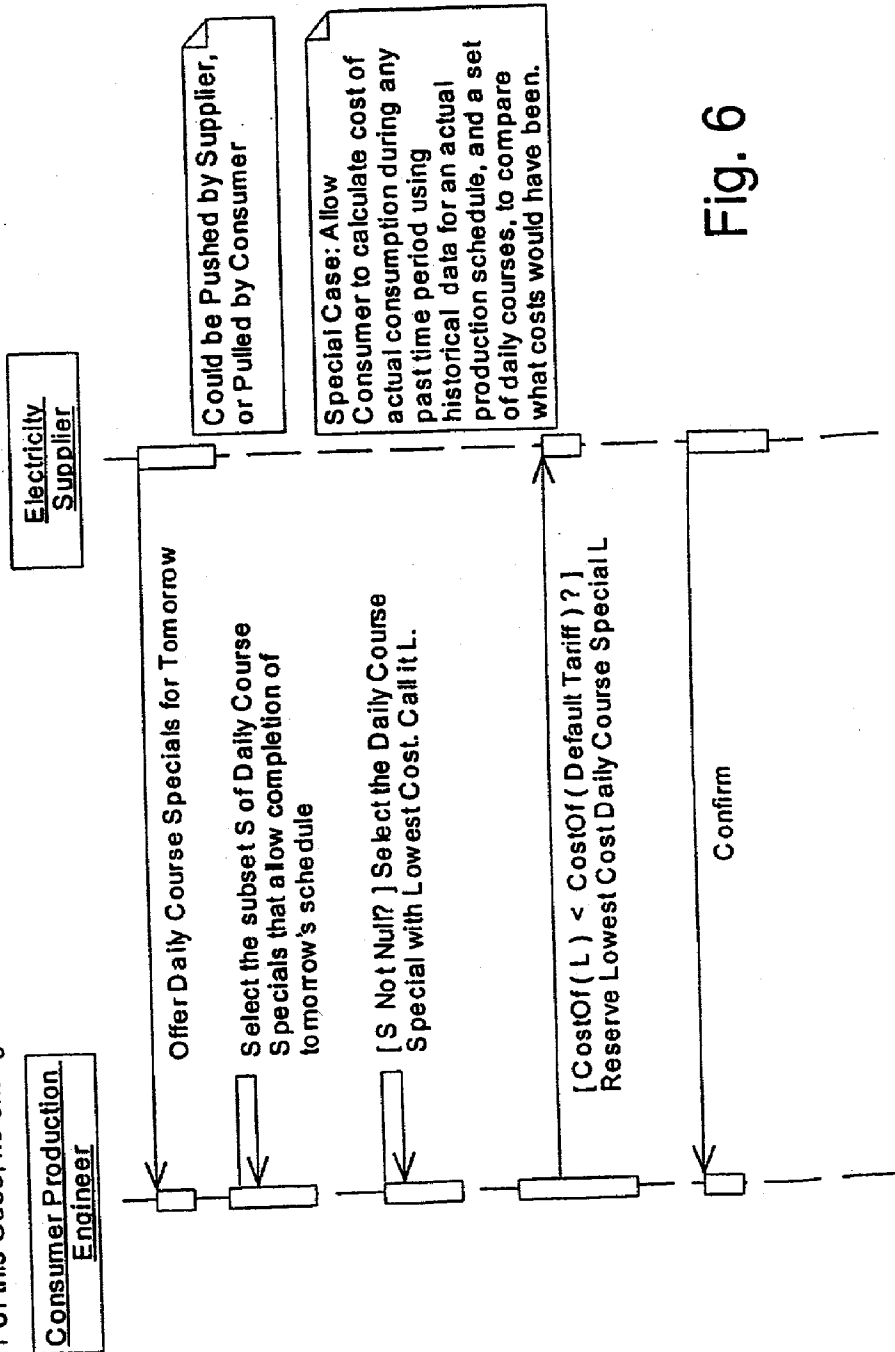 For this Case, no
Consumer Production
Engineer
Electricity
Supplier
Offer Daily Course Specials for Tomorrow
Could be Pushed by Supplier,
or Pulled by Consumer
Select the subset S of Daily Course
Specials that allow completion of
tomorrow's schedule
Special Case: Allow
Consumer to calculate cost of
actual consumption during any
past time period using
historical data for an actual
production schedule, and a set
of daily courses, to compare
what costs would have been.
[ S Not Null? ] Select the Daily Course
Special with Lowest Cost. Call it L.
[ CostOf( L ) < CostOf( Default Tariff ) ? ]
Reserve Lowest Cost Daily Course Special L
Confirm
Fig. 6